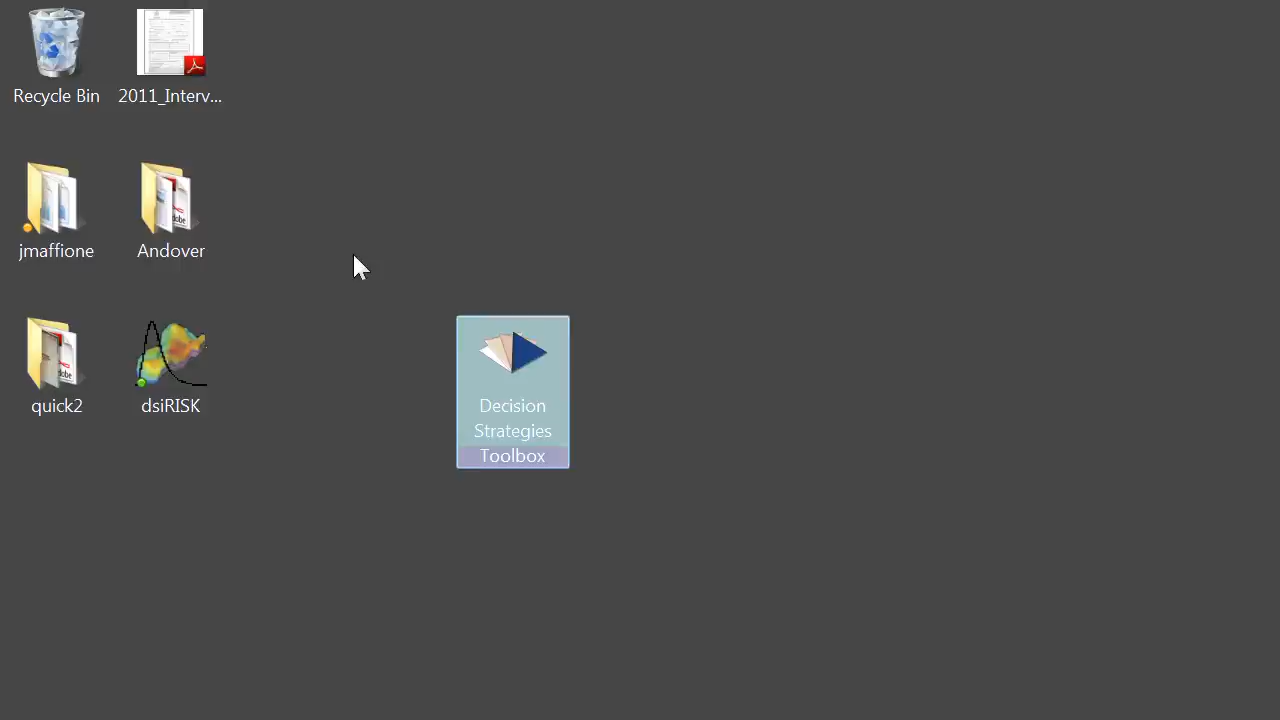 Recycle Bin
2011_Interv...
jmaffione
Andover
quick2
dsiRISK
Decision
Strategies
Toolbox